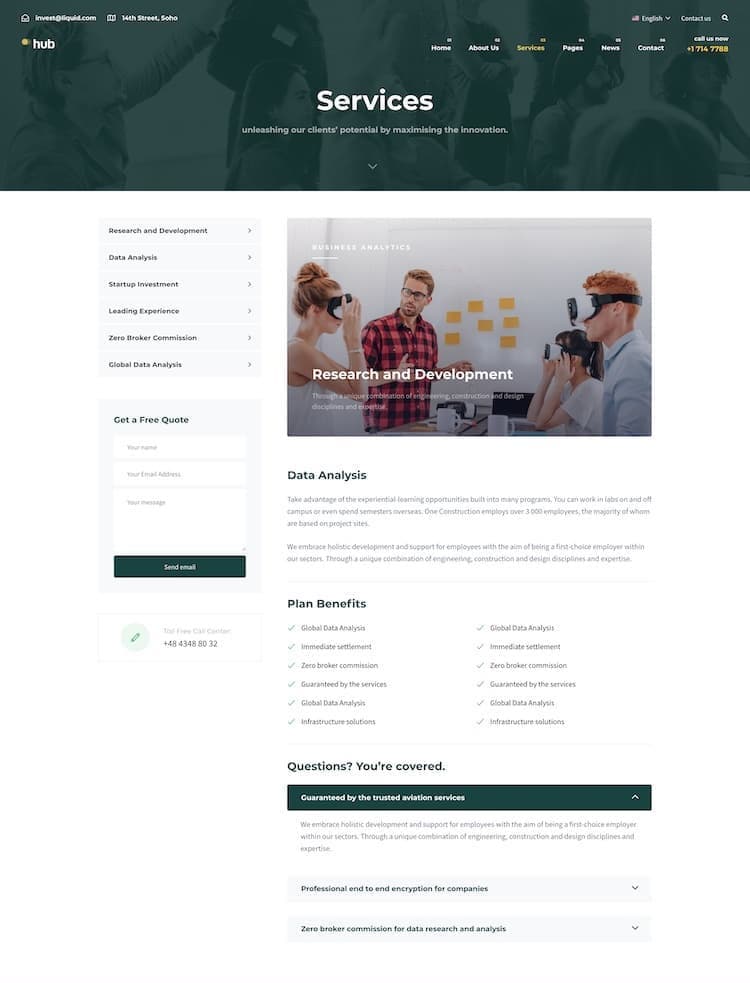 invest@liquid.com
14th Street, Soho
English
Contact us
hub
01
02
03
04
05
06
Home
About Us
Services
Pages
News
Contact
call us now
+1 714 7788
Services
unleashing our clients' potential by maximising the innovation.
Research and Development
Data Analysis
Startup Investment
Leading Experience
Zero Broker Commission
Global Data Analysis
Get a Free Quote
Your name
Your Email Address
Your message
Send email
Toll Free Call Center
+48 4348 80 32
BUSINESS ANALYTICS
Research and Development
Through a unique combination of engineering, construction and design
disciplines and expertise.
Data Analysis
Take advantage of the experiential-learning opportunities built into many programs. You can work in labs on and off
campus or even spend semesters overseas. One Construction employs over 3 000 employees, the majority of whom
are based on project sites.
We embrace holistic development and support for employees with the aim of being a first-choice employer within
our sectors. Through a unique combination of engineering, construction and design disciplines and expertise.
Plan Benefits
Global Data Analysis
Immediate settlement
Zero broker commission
Guaranteed by the services
Global Data Analysis
Infrastructure solutions
Global Data Analysis
Immediate settlement
Zero broker commission
Guaranteed by the services
Global Data Analysis
Infrastructure solutions
Questions? You're covered.
Guaranteed by the trusted aviation services
We embrace holistic development and support for employees with the aim of being a first-choice employer
within our sectors. Through a unique combination of engineering, construction and design disciplines and
expertise.
Professional end to end encryption for companies
Zero broker commission for data research and analysis